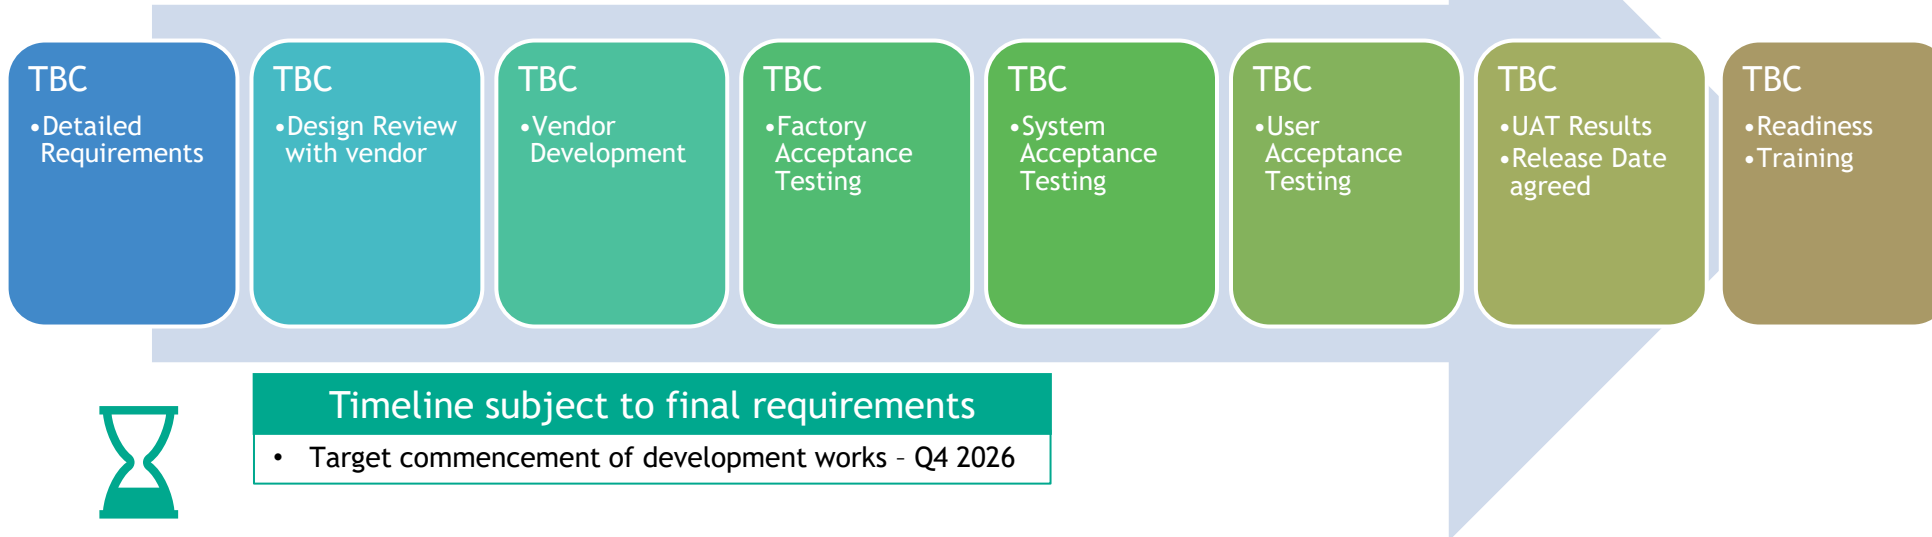 TBC
•Detailed
Requirements
TBC
•Design Review
with vendor
TBC
•Vendor
Development
TBC
•Factory
Acceptance
Testing
TBC
•System
Acceptance
Testing
TBC
•User
Acceptance
Testing
TBC
•UAT Results
•Release Date
agreed
TBC
•Readiness
•Training
Timeline subject to final requirements
• Target commencement of development works – Q4 2026